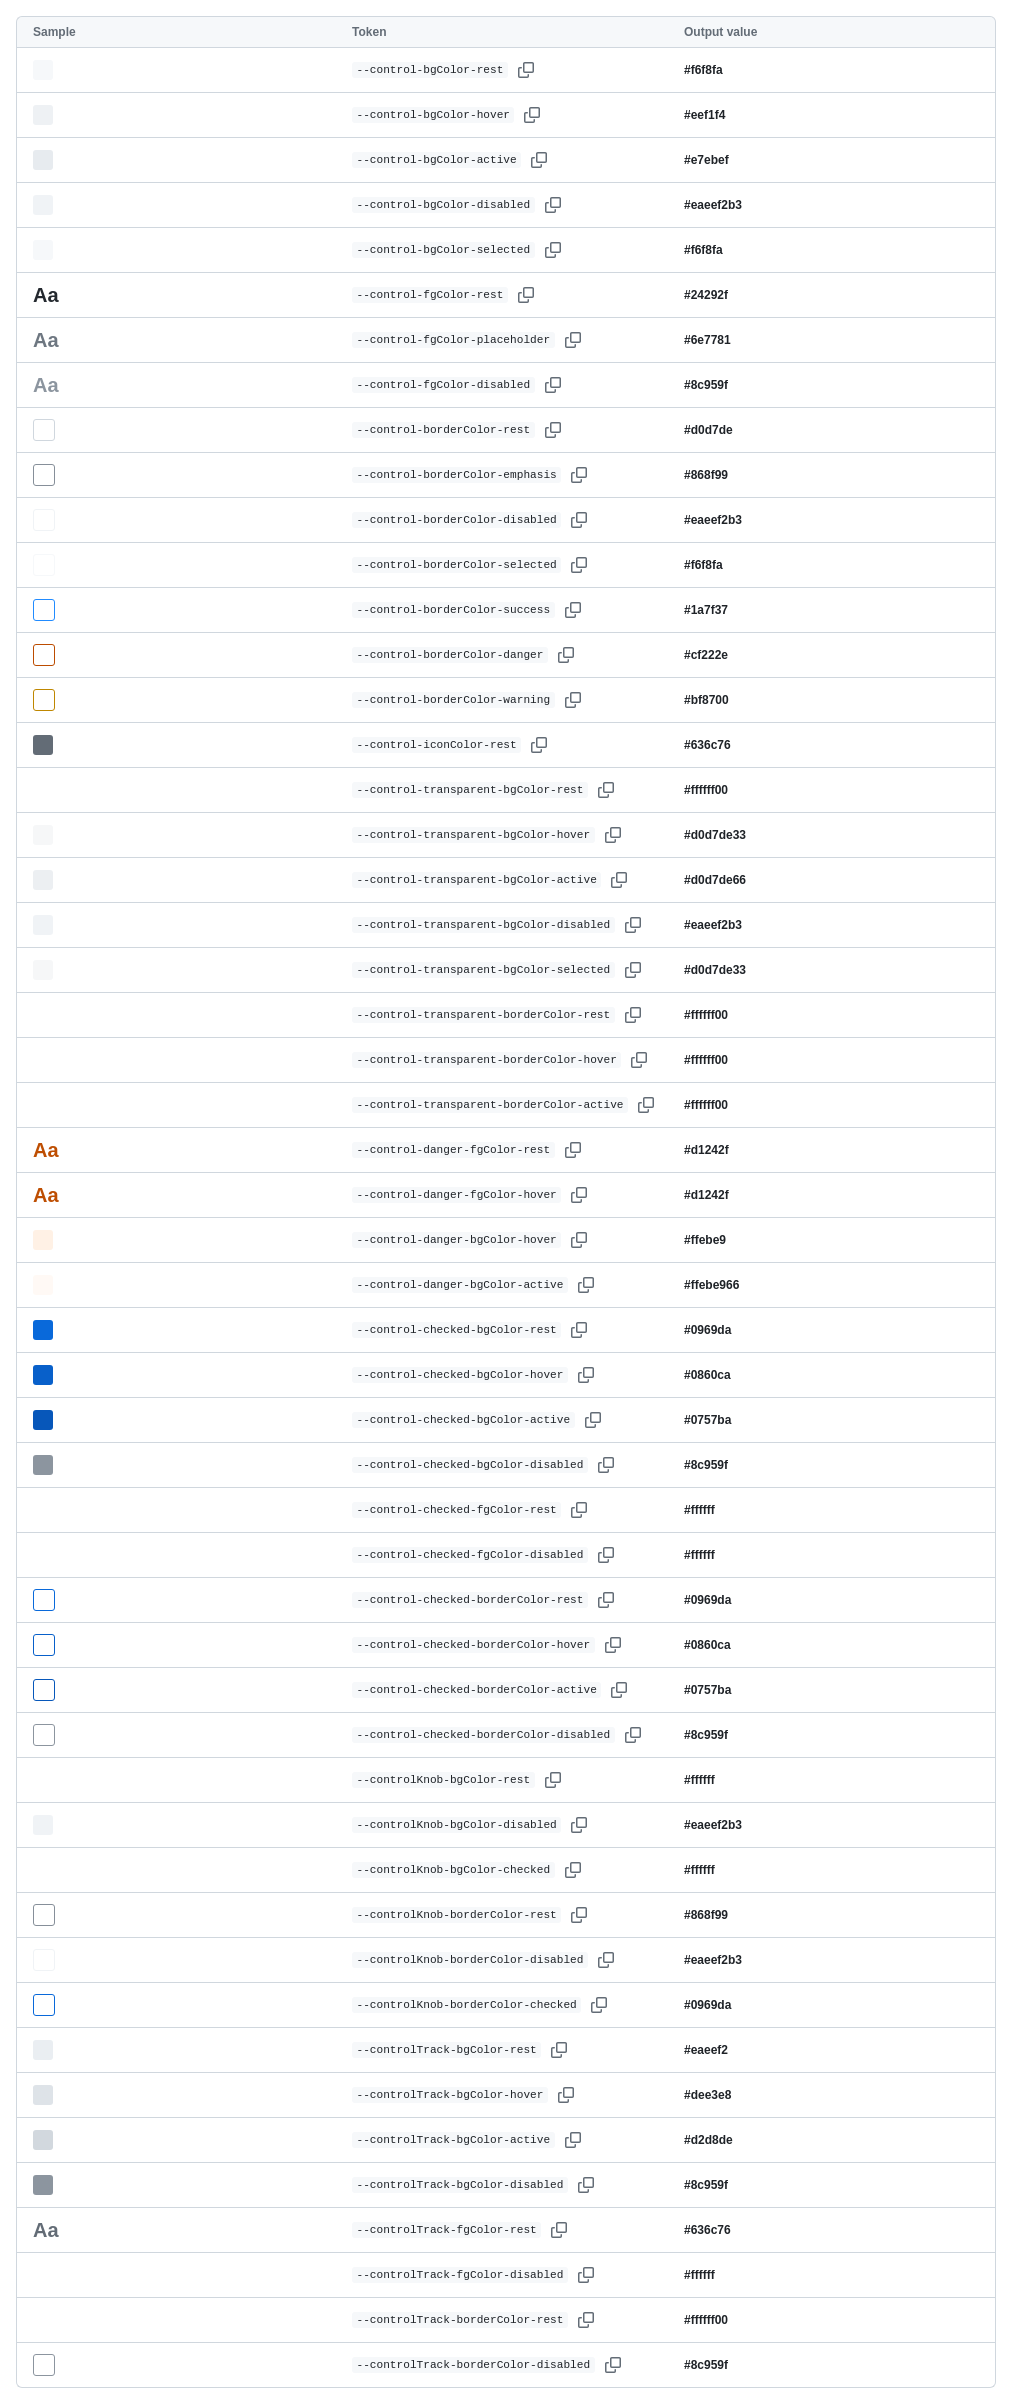 Sample Token Output value
--control-bgColor-rest #f6f8fa
--control-bgColor-hover #eef1f4
--control-bgColor-active #e7ebef
--control-bgColor-disabled #eaeef2b3
--control-bgColor-selected #f6f8fa
Aa --control-fgColor-rest #24292f
Aa --control-fgColor-placeholder #6e7781
Aa --control-fgColor-disabled #8c959f
--control-borderColor-rest #d0d7de
--control-borderColor-emphasis #868f99
--control-borderColor-disabled #eaeef2b3
--control-borderColor-selected #f6f8fa
--control-borderColor-success #1a7f37
--control-borderColor-danger #cf222e
--control-borderColor-warning #bf8700
--control-iconColor-rest #636c76
--control-transparent-bgColor-rest #ffffff00
--control-transparent-bgColor-hover #d0d7de33
--control-transparent-bgColor-active #d0d7de66
--control-transparent-bgColor-disabled #eaeef2b3
--control-transparent-bgColor-selected #d0d7de33
--control-transparent-borderColor-rest #ffffff00
--control-transparent-borderColor-hover #ffffff00
--control-transparent-borderColor-active #ffffff00
Aa --control-danger-fgColor-rest #d1242f
Aa --control-danger-fgColor-hover #d1242f
--control-danger-bgColor-hover #ffebe9
--control-danger-bgColor-active #ffebe966
--control-checked-bgColor-rest #0969da
--control-checked-bgColor-hover #0860ca
--control-checked-bgColor-active #0757ba
--control-checked-bgColor-disabled #8c959f
--control-checked-fgColor-rest #ffffff
--control-checked-fgColor-disabled #ffffff
--control-checked-borderColor-rest #0969da
--control-checked-borderColor-hover #0860ca
--control-checked-borderColor-active #0757ba
--control-checked-borderColor-disabled #8c959f
--controlKnob-bgColor-rest #ffffff
--controlKnob-bgColor-disabled #eaeef2b3
--controlKnob-bgColor-checked #ffffff
--controlKnob-borderColor-rest #868f99
--controlKnob-borderColor-disabled #eaeef2b3
--controlKnob-borderColor-checked #0969da
--controlTrack-bgColor-rest #eaeef2
--controlTrack-bgColor-hover #dee3e8
--controlTrack-bgColor-active #d2d8de
--controlTrack-bgColor-disabled #8c959f
Aa --controlTrack-fgColor-rest #636c76
--controlTrack-fgColor-disabled #ffffff
--controlTrack-borderColor-rest #ffffff00
--controlTrack-borderColor-disabled #8c959f